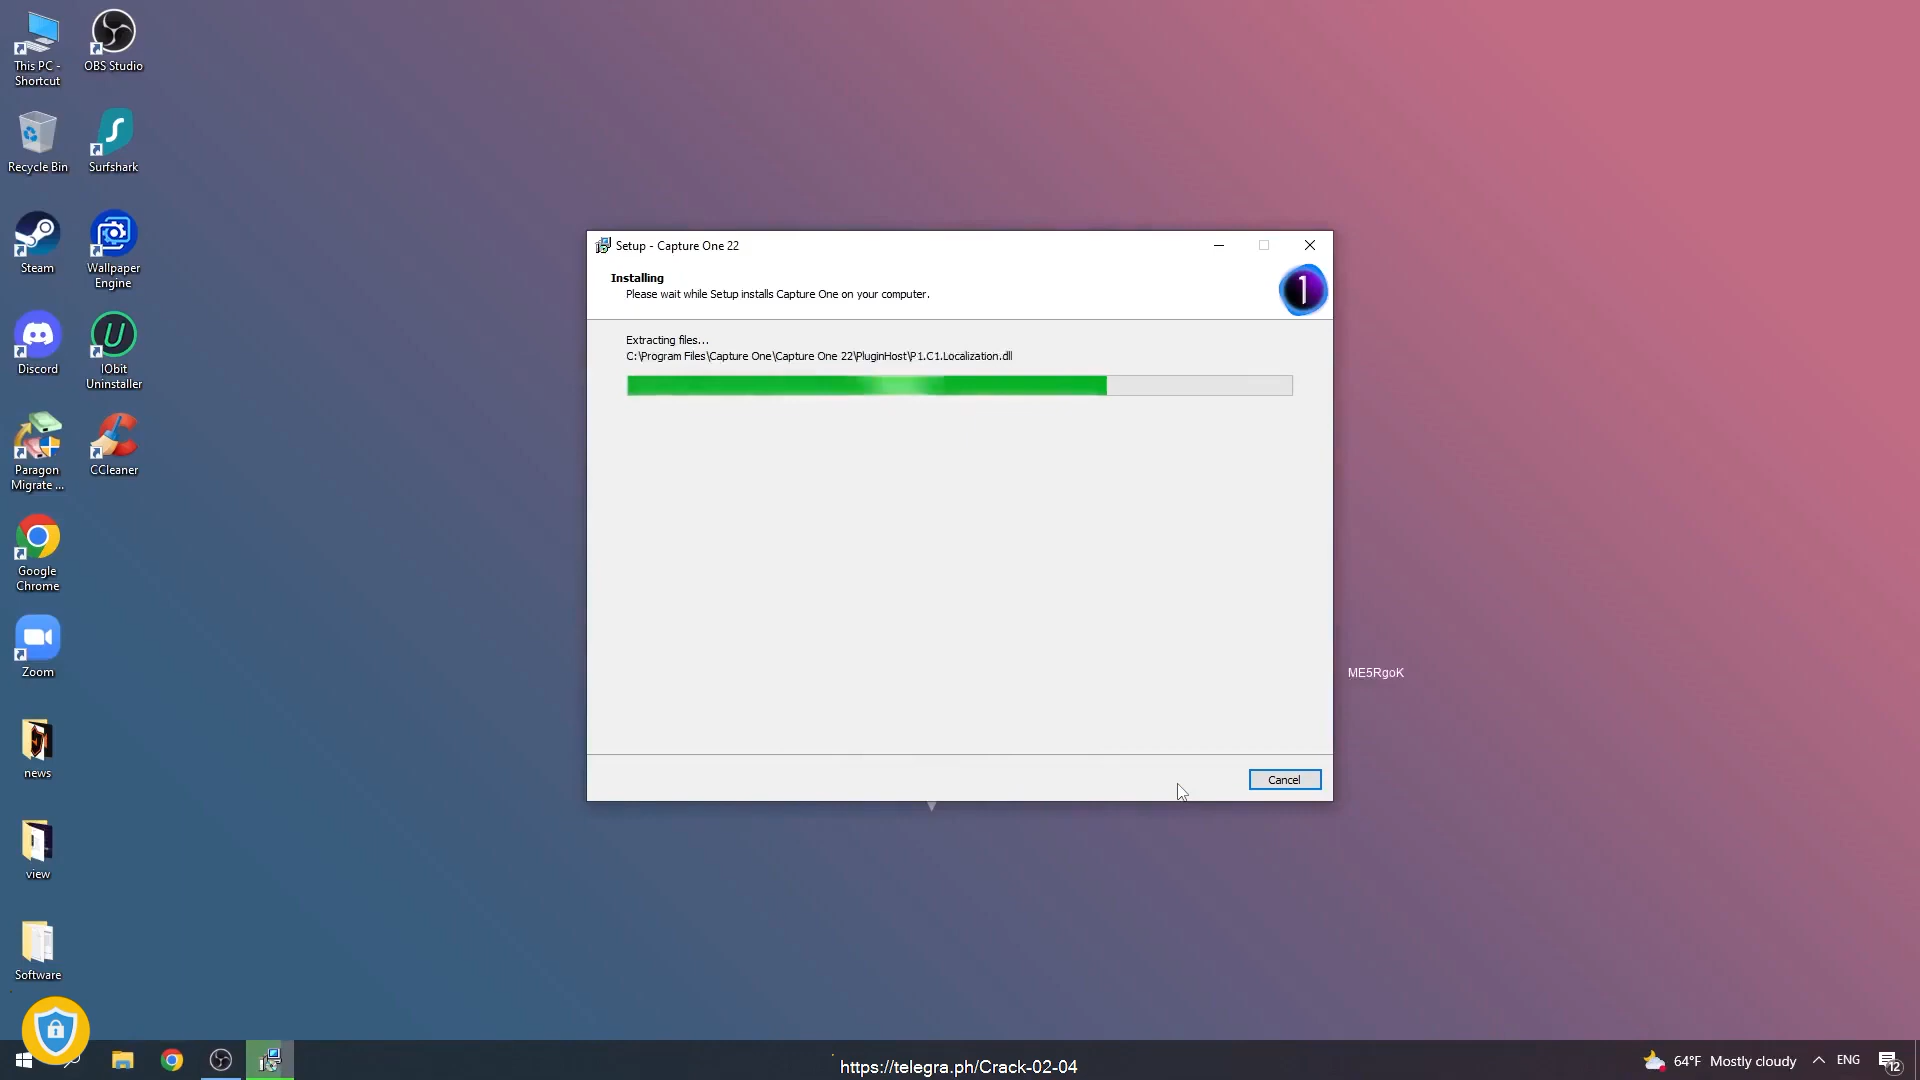 This PC -
Shortcut
OBS Studio
Recycle Bin
Surfshark
Steam
Wallpaper
Engine
Discord
IObit
Uninstaller
Paragon
Migrate ...
CCleaner
Google
Chrome
Zoom
news
view
Software
Setup - Capture One 22
Installing
Please wait while Setup installs Capture One on your computer.
1
Extracting files...
C:\Program Files\Capture One\Capture One 22\PluginHost\P1.C1.Localization.dll
Cancel
ME5RgoK
https://telegra.ph/Crack-02-04
64°F Mostly cloudy
ENG
12